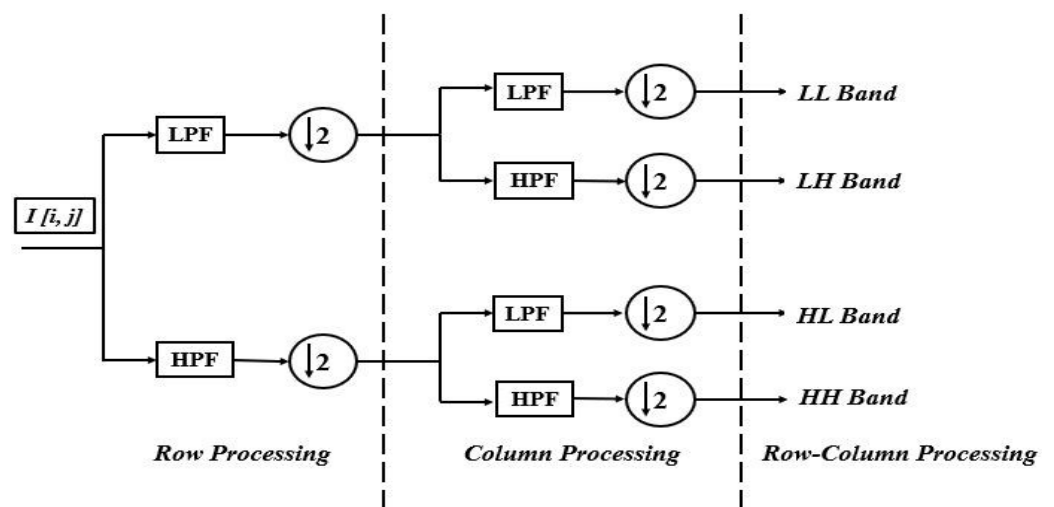 LPF
↓2
LL Band
LPF
↓2
HPF
↓2
LH Band
I [i, j]
LPF
↓2
HL Band
HPF
↓2
HPF
↓2
HH Band
Row Processing
Column Processing
Row-Column Processing